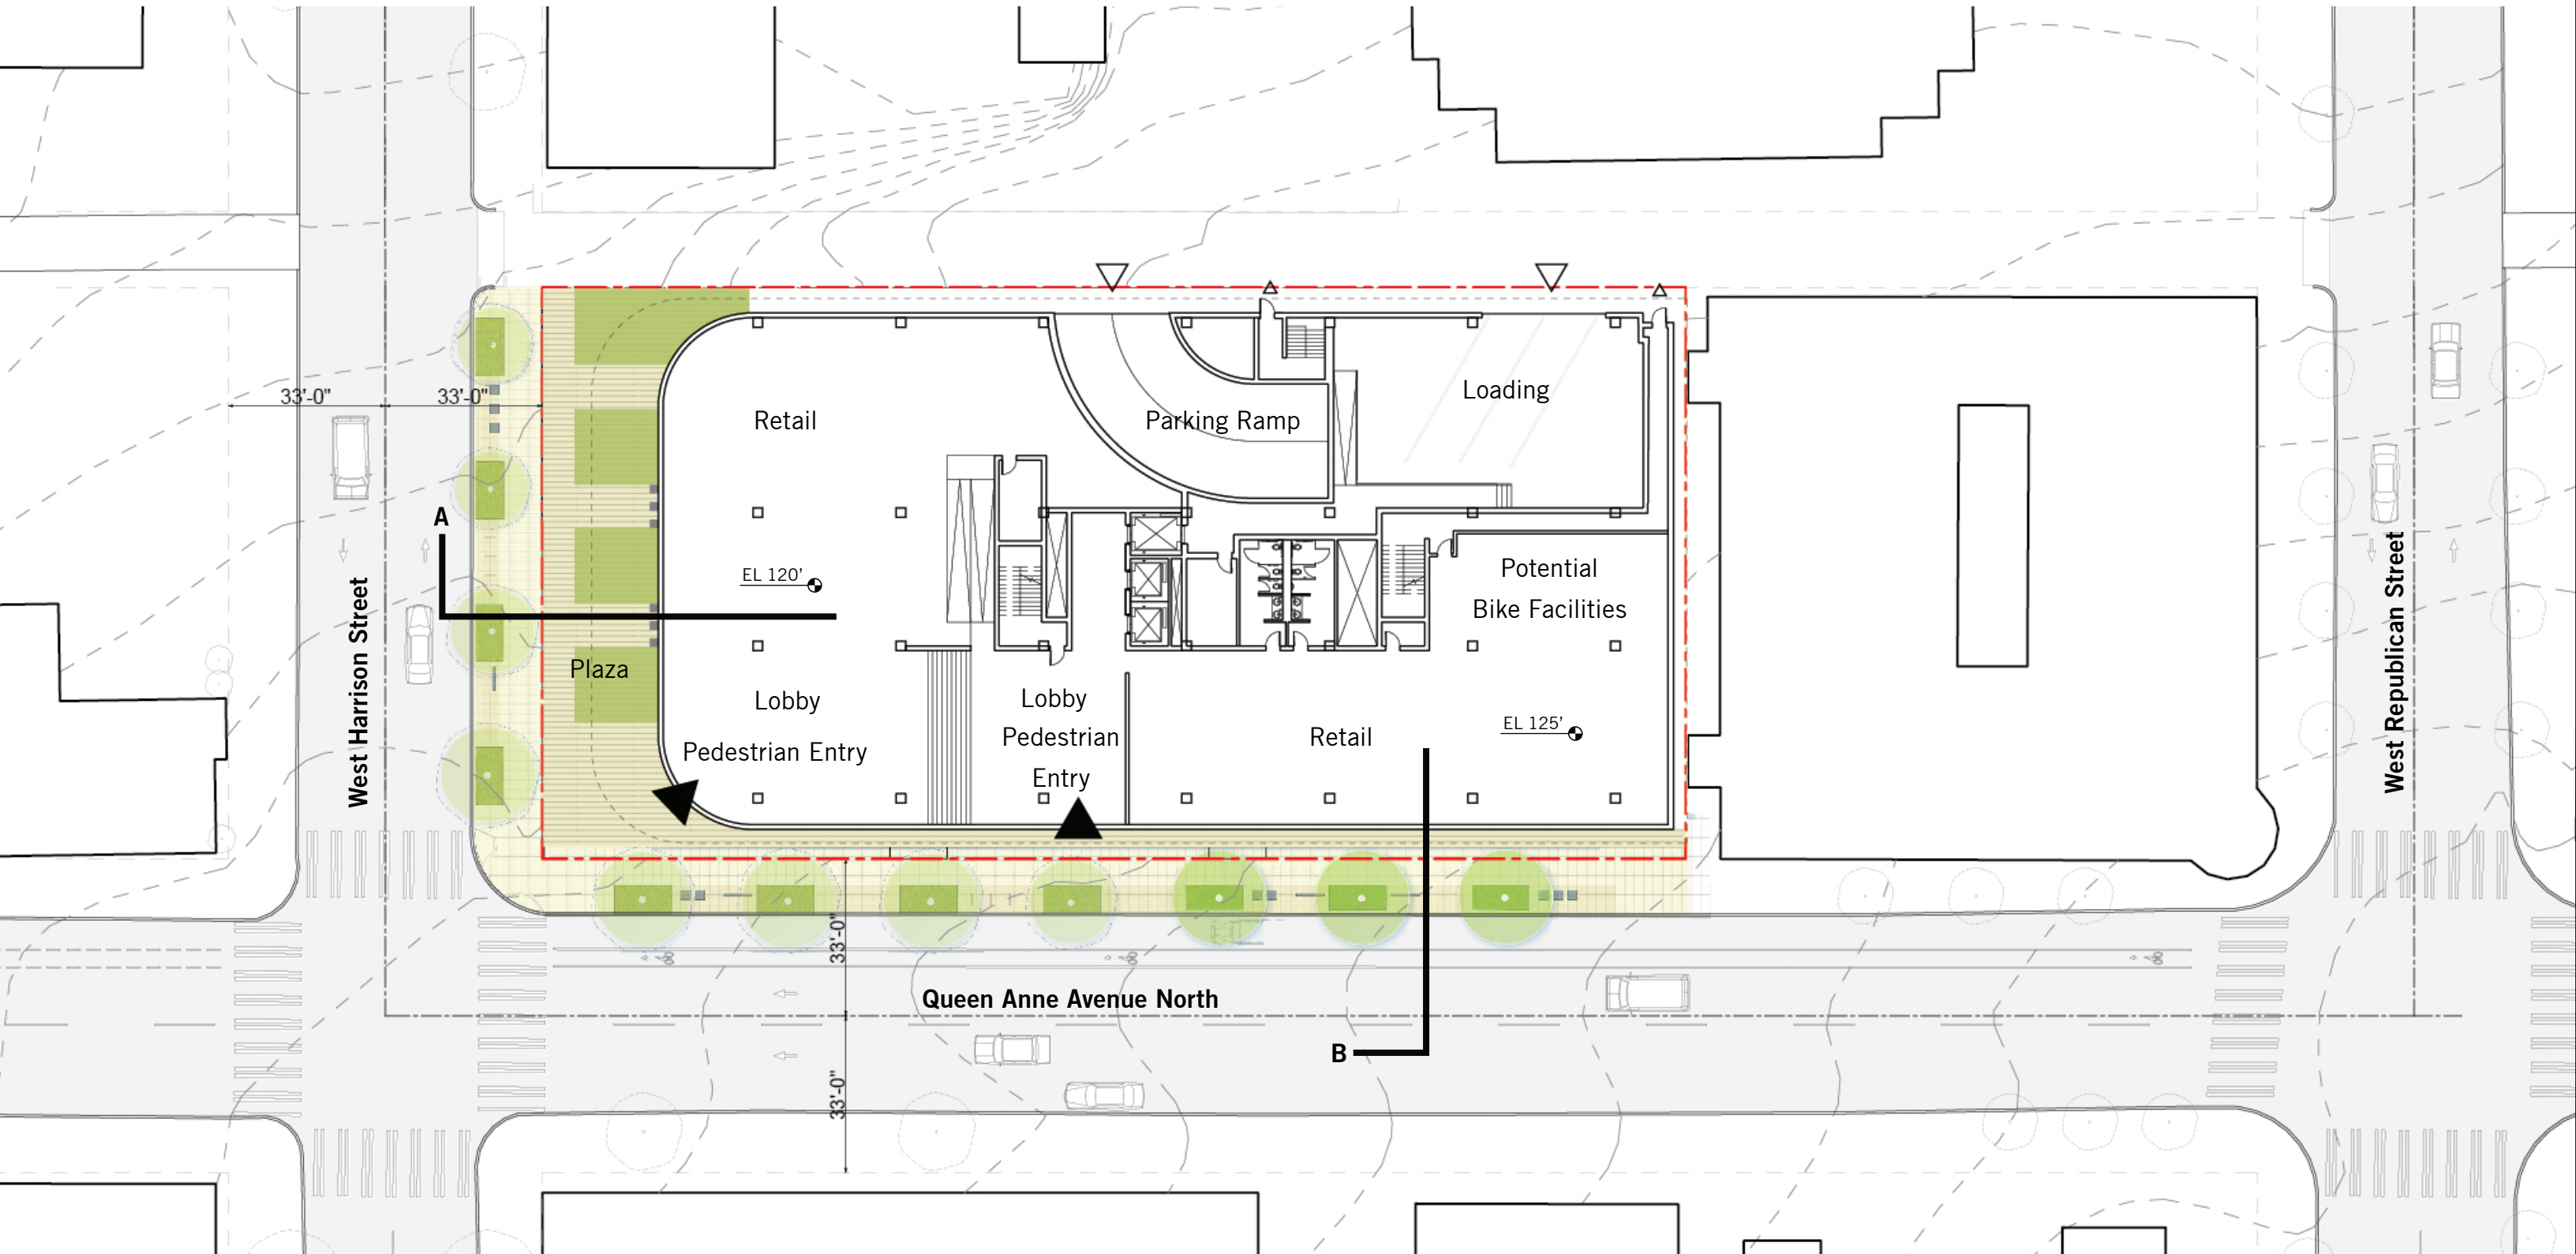 33'-0"
33'-0"
Retail
Parking Ramp
Loading
A
EL 120'
Potential
Bike Facilities
West Harrison Street
Plaza
Lobby
Pedestrian Entry
Lobby
Pedestrian
Entry
Retail
EL 125'
West Republican Street
33'-0"
Queen Anne Avenue North
B
33'-0"